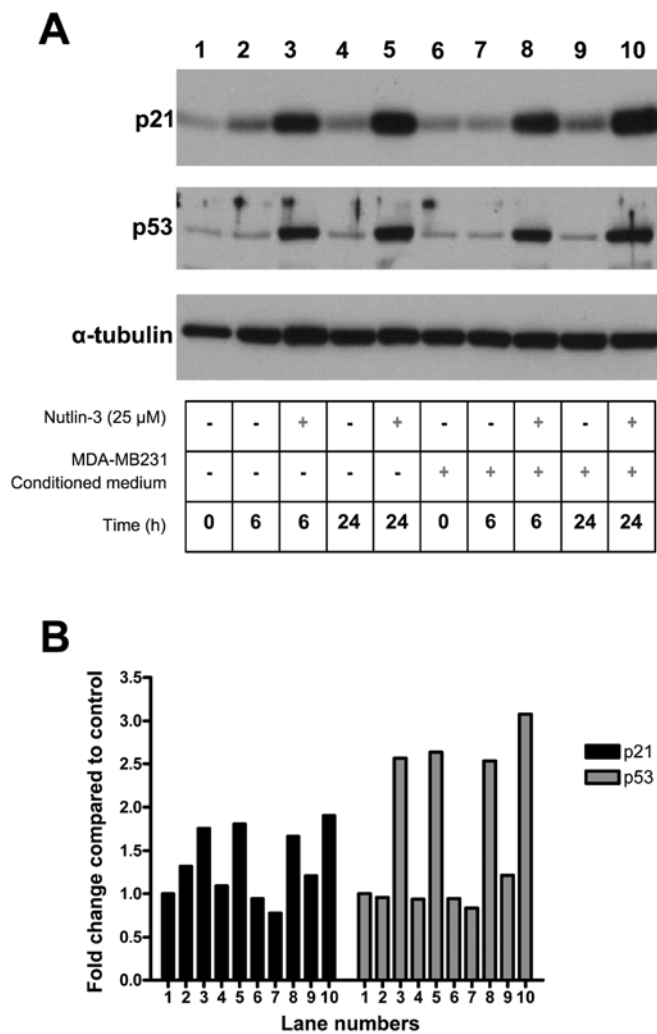 A
1 2 3 4 5 6 7 8 9 10
p21
p53
α-tubulin
Nutlin-3 (25 µM) - - + - + - - + - +
MDA-MB231
Conditioned medium - - - - - + + + + +
Time (h) 0 6 6 24 24 0 6 6 24 24
B
Fold change compared to control
3.5
3.0
2.5
2.0
1.5
1.0
0.5
0.0
p21
p53
1 2 3 4 5 6 7 8 9 10 1 2 3 4 5 6 7 8 9 10
Lane numbers